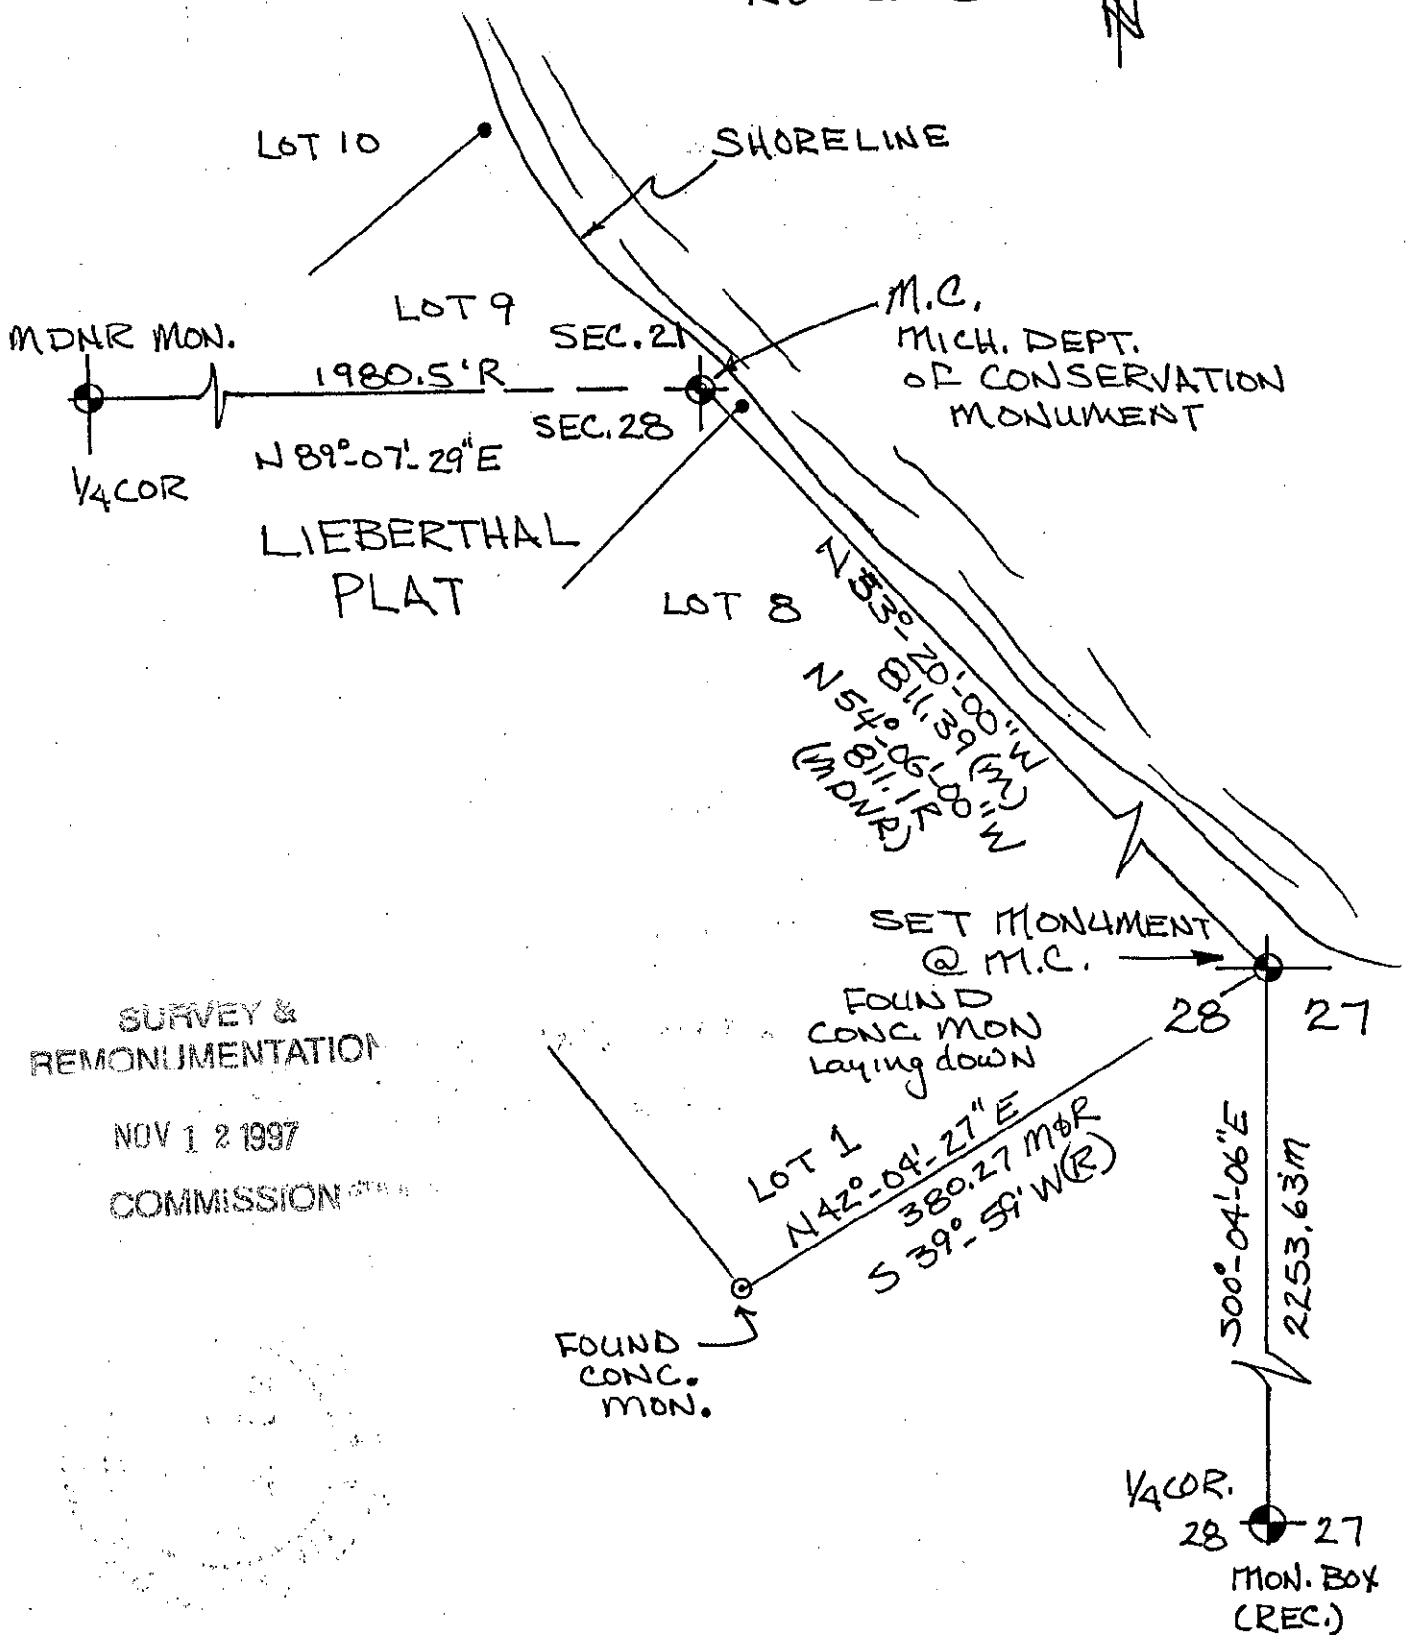 N
LOT 10
SHORELINE
LOT 9
MDNR MON.
SEC. 21
1980.5'R
M.C.
MICH. DEPT.
OF CONSERVATION
MONUMENT
SEC. 28
N 89°-07'-29"E
1/4 COR
LIEBERTHAL
PLAT
LOT 8
N 53°-20'-00"W
811.39 (M)
N 54°-06'-00"W
811.1R
(MDNR)
SET MONUMENT
@ M.C.
FOUND
CONC. MON
Laying down
28 27
SURVEY &
REMONUMENTATION
NOV 1 2 1997
COMMISSION
LOT 1
N 42°-04'-27"E
380.27 M&R
S 39°-59' W(R)
S00°-04'-06"E
2253.63M
FOUND
CONC.
MON.
1/4 COR.
28 27
MON. BOX
(REC.)